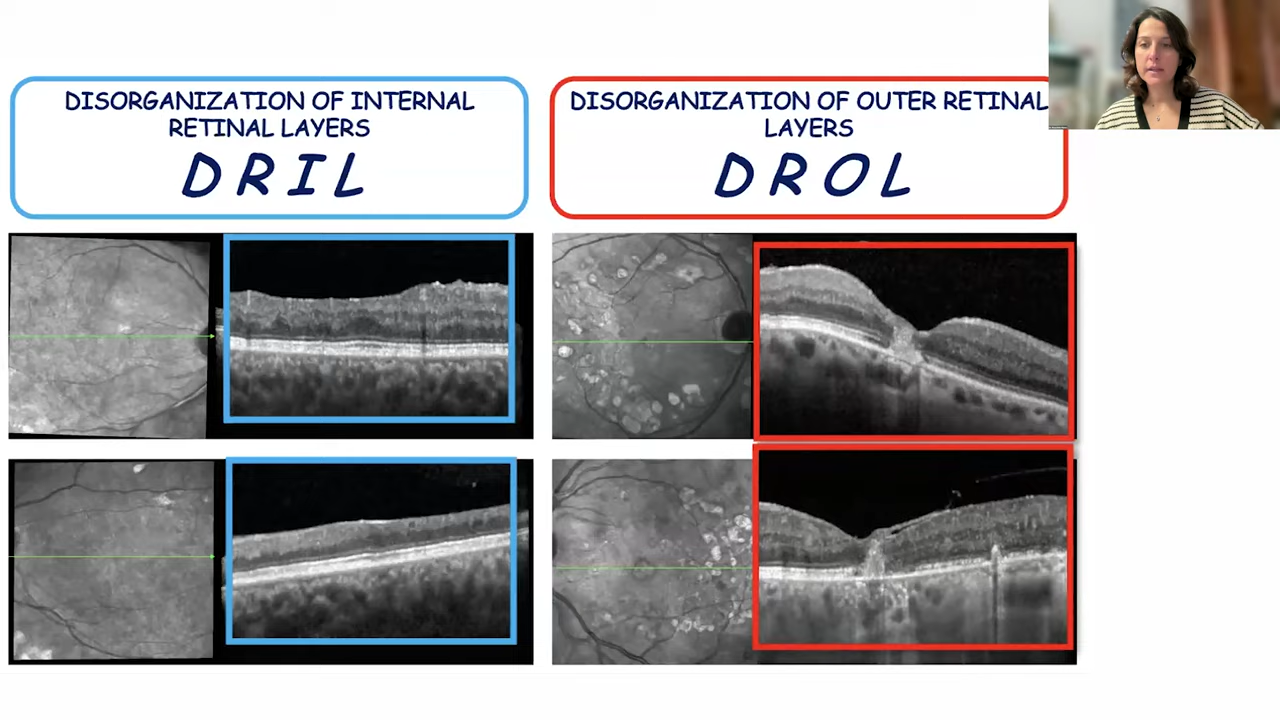 DISORGANIZATION OF INTERNAL
RETINAL LAYERS
DRIL
DISORGANIZATION OF OUTER RETINAL
LAYERS
DROL